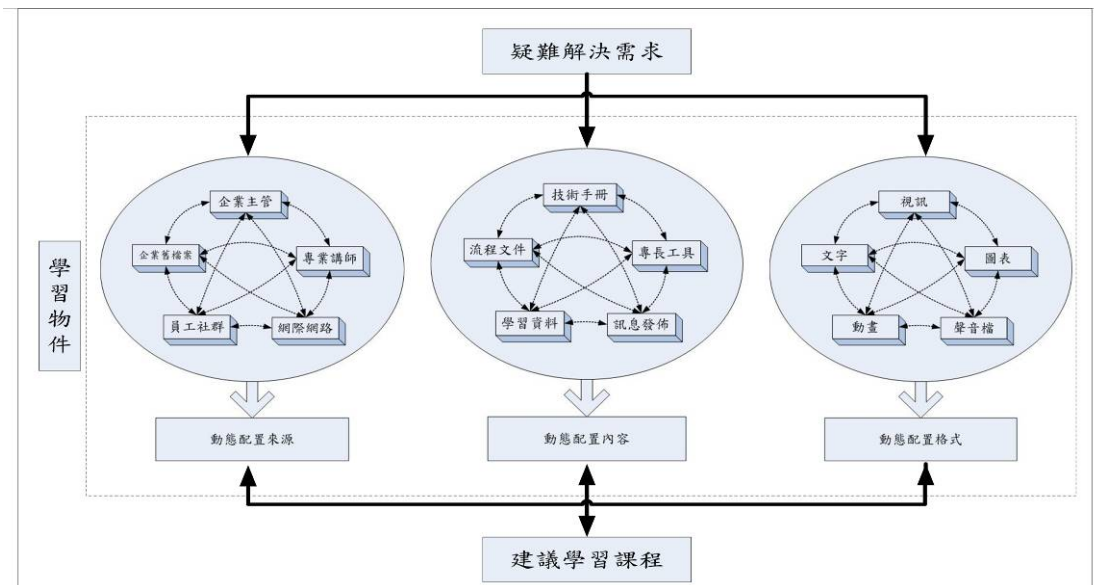 疑難解決需求
學習物件
企業主管
企業舊檔案
專業講師
員工社群
網際網路
動態配置來源
技術手冊
流程文件
專長工具
學習資料
訊息發佈
動態配置內容
視訊
文字
圖表
動畫
聲音檔
動態配置格式
建議學習課程